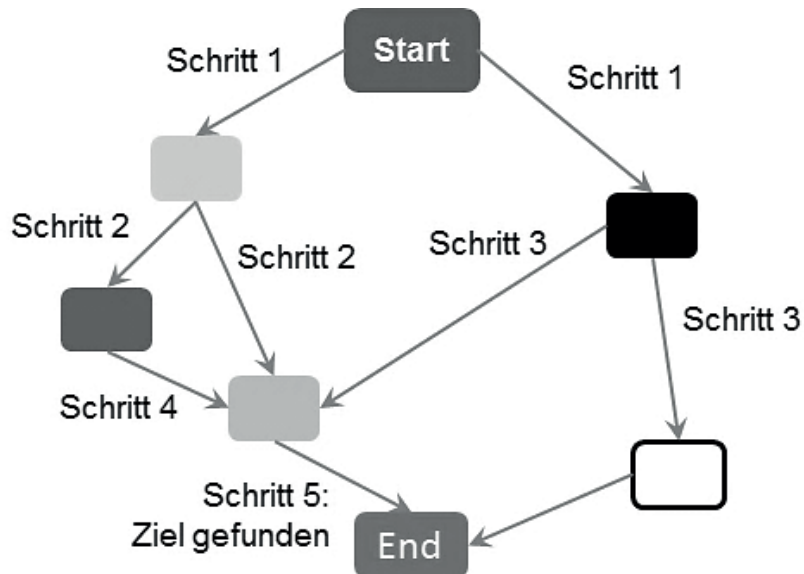 Start
Schritt 1
Schritt 1
Schritt 2
Schritt 2
Schritt 3
Schritt 3
Schritt 4
Schritt 5:
Ziel gefunden
End